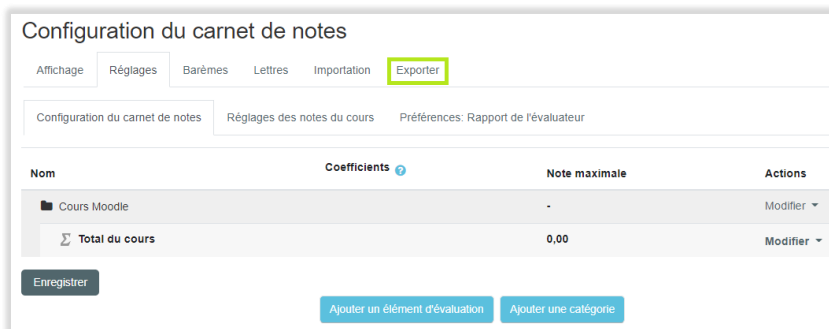 Configuration du carnet de notes
Affichage Réglages Barèmes Lettres Importation Exporter
Configuration du carnet de notes Réglages des notes du cours Préférences: Rapport de l'évaluateur
Nom Coefficients ? Note maximale Actions
Cours Moodle - Modifier
Σ Total du cours 0,00 Modifier
Enregistrer
Ajouter un élément d'évaluation Ajouter une catégorie